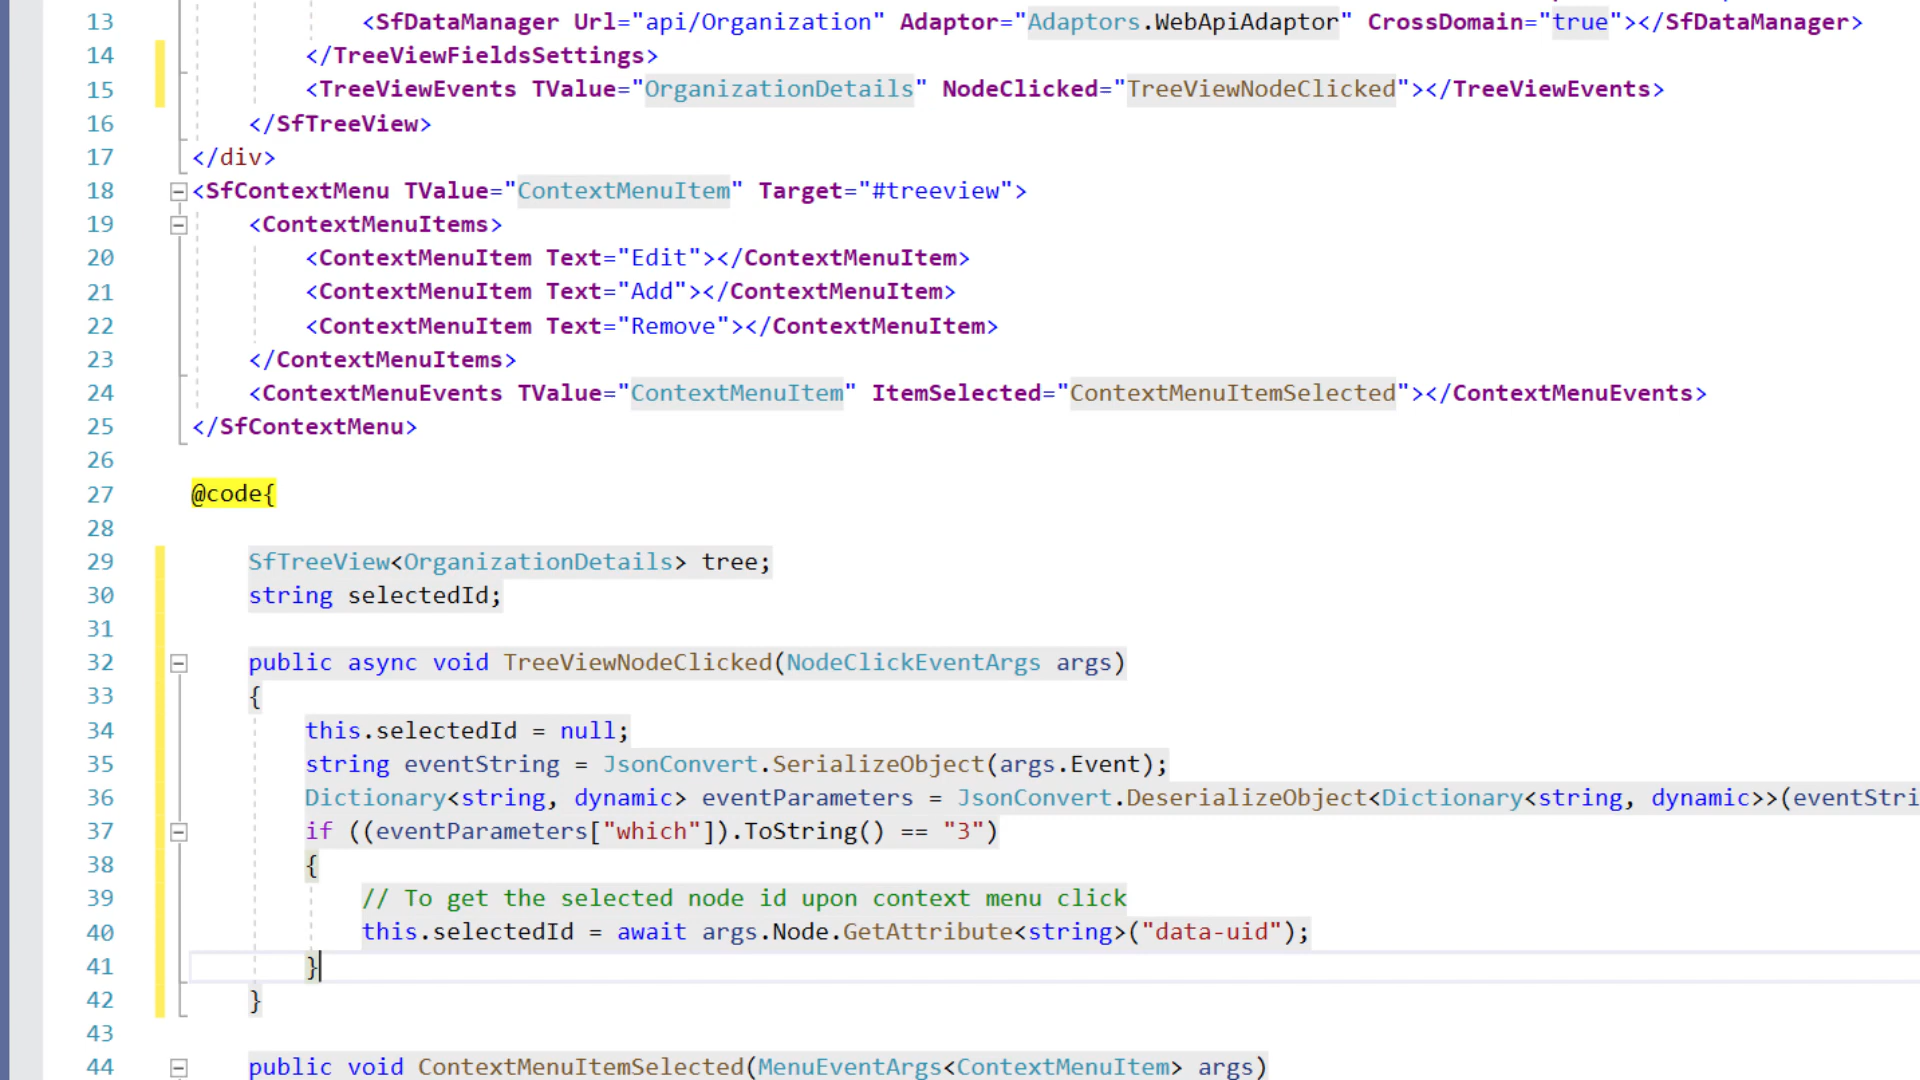 13 <SfDataManager Url="api/Organization" Adaptor="Adaptors.WebApiAdaptor" CrossDomain="true"></SfDataManager>
14 </TreeViewFieldsSettings>
15 <TreeViewEvents TValue="OrganizationDetails" NodeClicked="TreeViewNodeClicked"></TreeViewEvents>
16 </SfTreeView>
17 </div>
18 <SfContextMenu TValue="ContextMenuItem" Target="#treeview">
19 <ContextMenuItems>
20 <ContextMenuItem Text="Edit"></ContextMenuItem>
21 <ContextMenuItem Text="Add"></ContextMenuItem>
22 <ContextMenuItem Text="Remove"></ContextMenuItem>
23 </ContextMenuItems>
24 <ContextMenuEvents TValue="ContextMenuItem" ItemSelected="ContextMenuItemSelected"></ContextMenuEvents>
25 </SfContextMenu>
26
27 @code{
28
29 SfTreeView<OrganizationDetails> tree;
30 string selectedId;
31
32 public async void TreeViewNodeClicked(NodeClickEventArgs args)
33 {
34 this.selectedId = null;
35 string eventString = JsonConvert.SerializeObject(args.Event);
36 Dictionary<string, dynamic> eventParameters = JsonConvert.DeserializeObject<Dictionary<string, dynamic>>(eventStri
37 if ((eventParameters["which"]).ToString() == "3")
38 {
39 // To get the selected node id upon context menu click
40 this.selectedId = await args.Node.GetAttribute<string>("data-uid");
41 }
42 }
43
44 public void ContextMenuItemSelected(MenuEventArgs<ContextMenuItem> args)